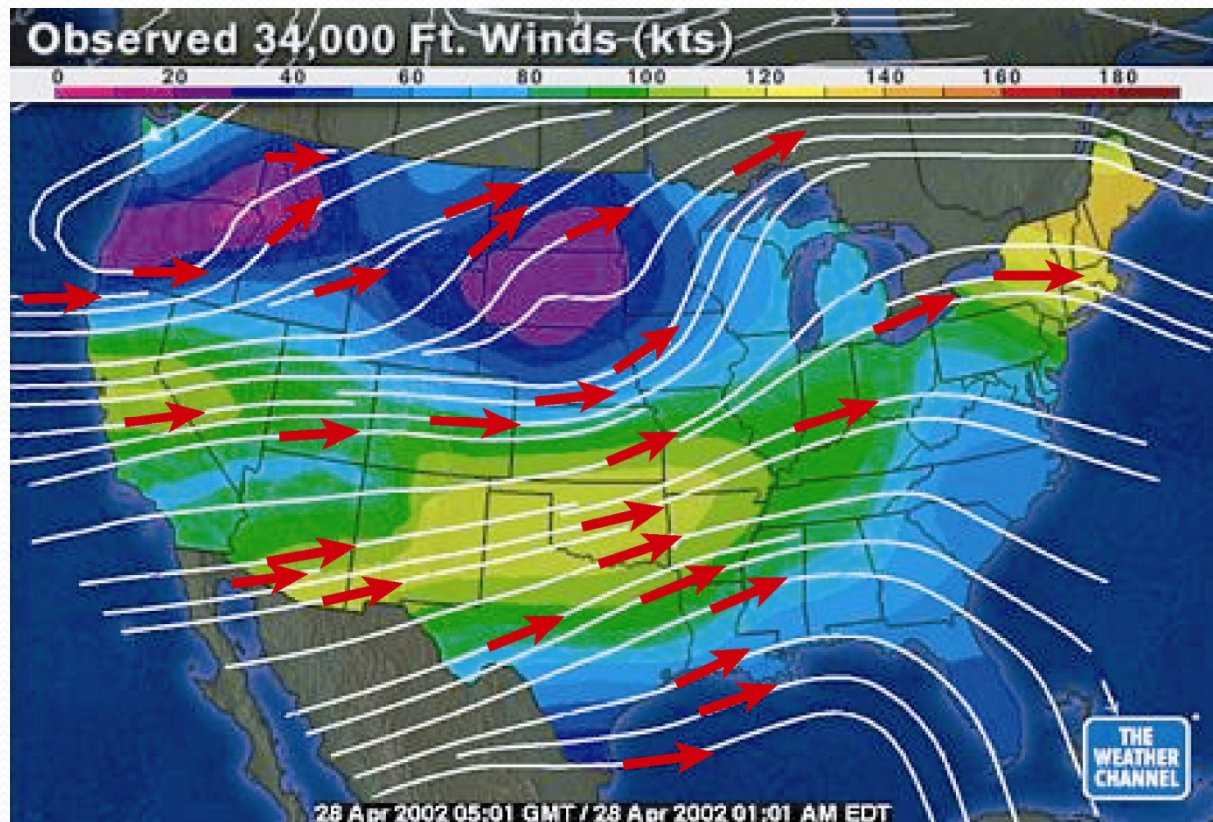 Observed 34,000 Ft. Winds (kts)
0 20 40 60 80 100 120 140 160 180
THE
WEATHER
CHANNEL
28 Apr 2002 05:01 GMT / 28 Apr 2002 01:01 AM EDT